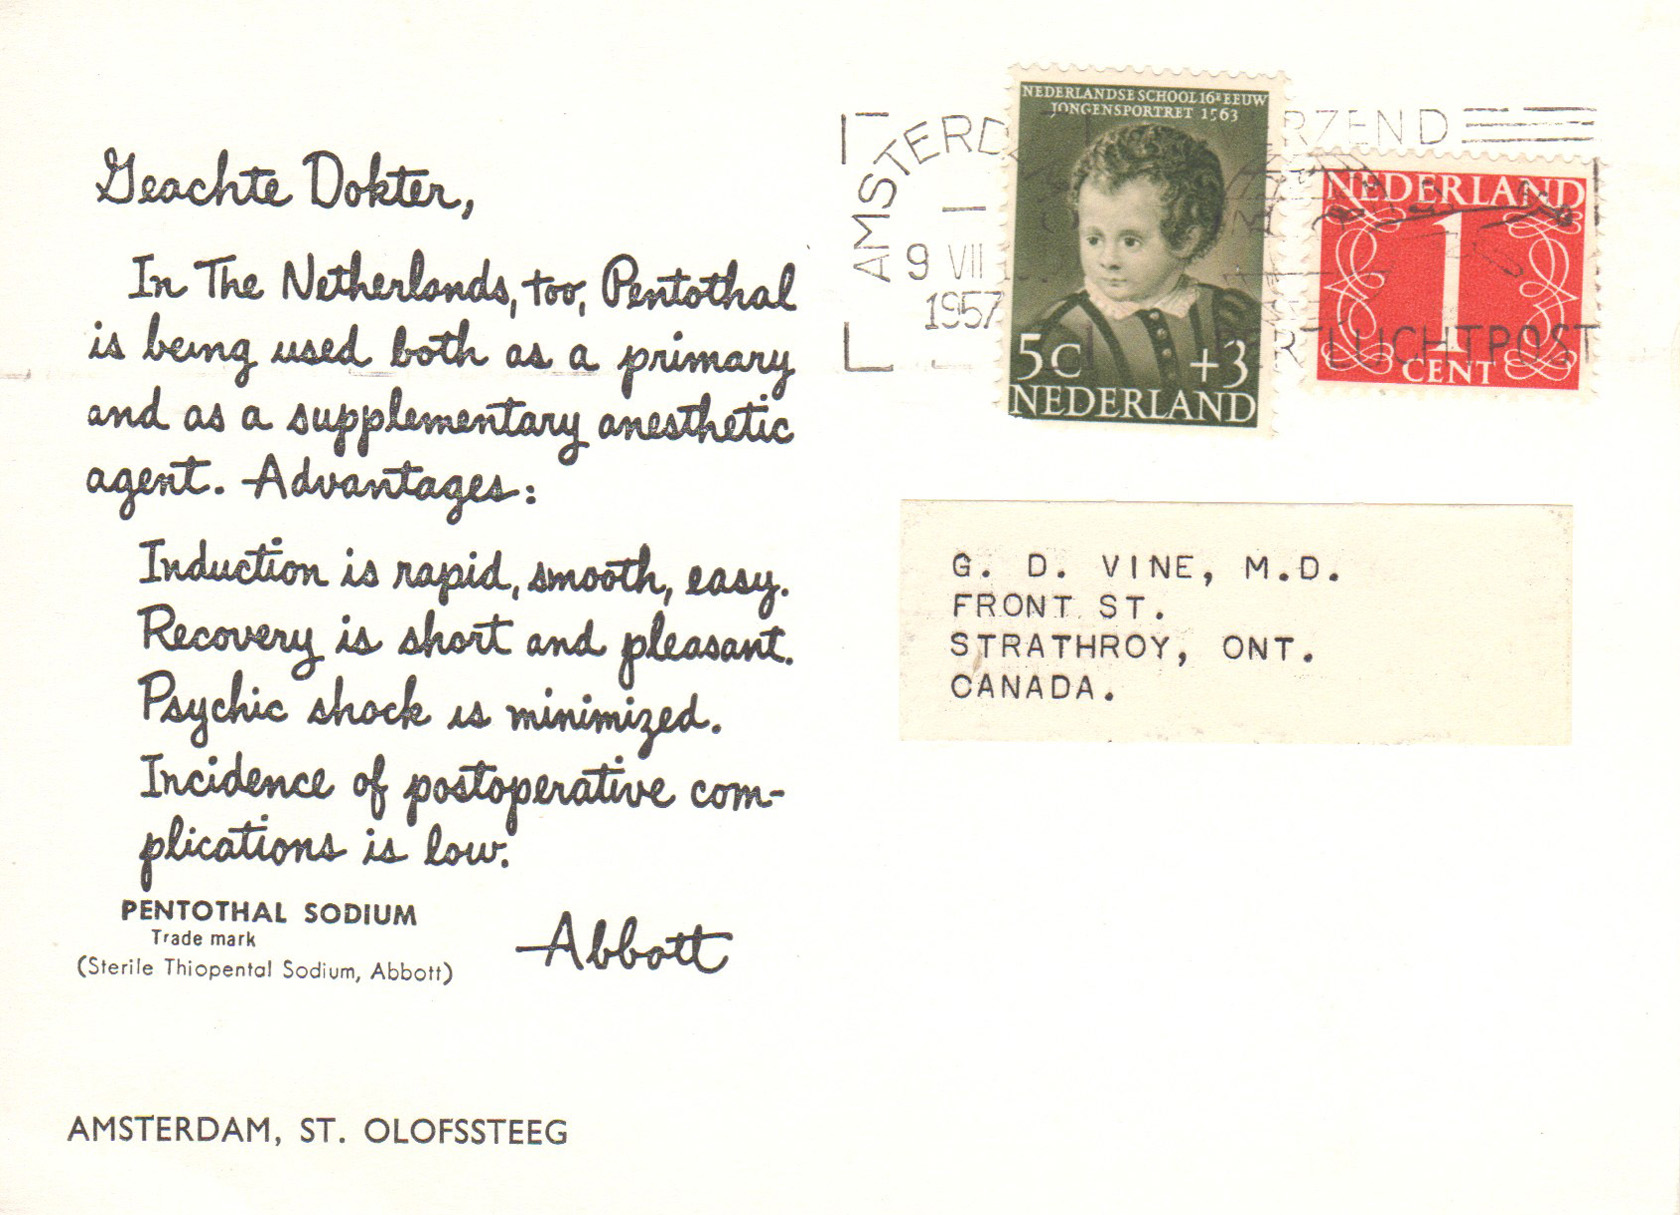 Geachte Dokter,
In The Netherlands, too, Pentothal
is being used both as a primary
and as a supplementary anesthetic
agent. Advantages:
Induction is rapid, smooth, easy.
Recovery is short and pleasant.
Psychic shock is minimized.
Incidence of postoperative com-
plications is low.
PENTOTHAL SODIUM
Trade mark
(Sterile Thiopental Sodium, Abbott)
Abbott
AMSTERDAM, ST. OLOFSSTEEG
9 VII
1957
LUCHTPOST
NEDERLANDSE SCHOOL 16E EEUW
JONGENSPORTRET 1563
5C +3
NEDERLAND
NEDERLAND
1
CENT
G. D. VINE, M.D.
FRONT ST.
STRATHROY, ONT.
CANADA.